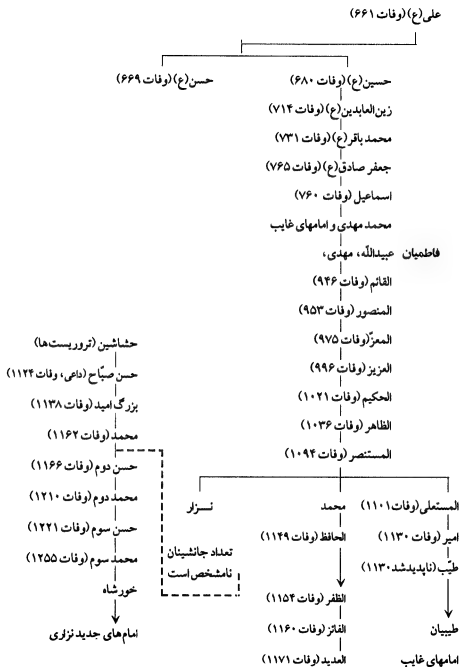 علی(ع)(وفات ۶۶۱)
حسین(ع)(وفات ۶۸۰)
حسن(ع)(وفات ۶۶۹)
زین‌العابدین(ع)(وفات ۷۱۴)
محمد باقر(ع)(وفات ۷۳۱)
جعفر صادق(ع)(وفات ۷۶۵)
اسماعیل (وفات ۷۶۰)
محمد مهدی و امامهای غایب
فاطمیان عبیداللّه، مهدی،
القائم (وفات ۹۴۶)
المنصور (وفات ۹۵۳)
المعزّ(وفات ۹۷۵)
العزیز (وفات ۹۹۶)
الحکیم (وفات ۱۰۲۱)
الظاهر (وفات ۱۰۳۶)
المستنصر (وفات ۱۰۹۴)
المستعلی(وفات ۱۱۰۱)
امیر (وفات ۱۱۳۰)
طیّب (ناپدیدشد۱۱۳۰)
طیبیان
امامهای غایب
محمد
الحافظ (وفات ۱۱۴۹)
الظفر (وفات ۱۱۵۴)
الفائز (وفات ۱۱۶۰)
العدید (وفات ۱۱۷۱)
نـزار
تعداد جانشینان
نامشخص است
حشاشین (تروریست‌ها)
حسن صبّاح (داعی، وفات ۱۱۲۴)
بزرگ امید (وفات ۱۱۳۸)
محمد (وفات ۱۱۶۲)
حسن دوم (وفات ۱۱۶۶)
محمد دوم (وفات ۱۲۱۰)
حسن سوم (وفات ۱۲۲۱)
محمد سوم (وفات ۱۲۵۵)
خورشاه
امام‌های جدید نزاری